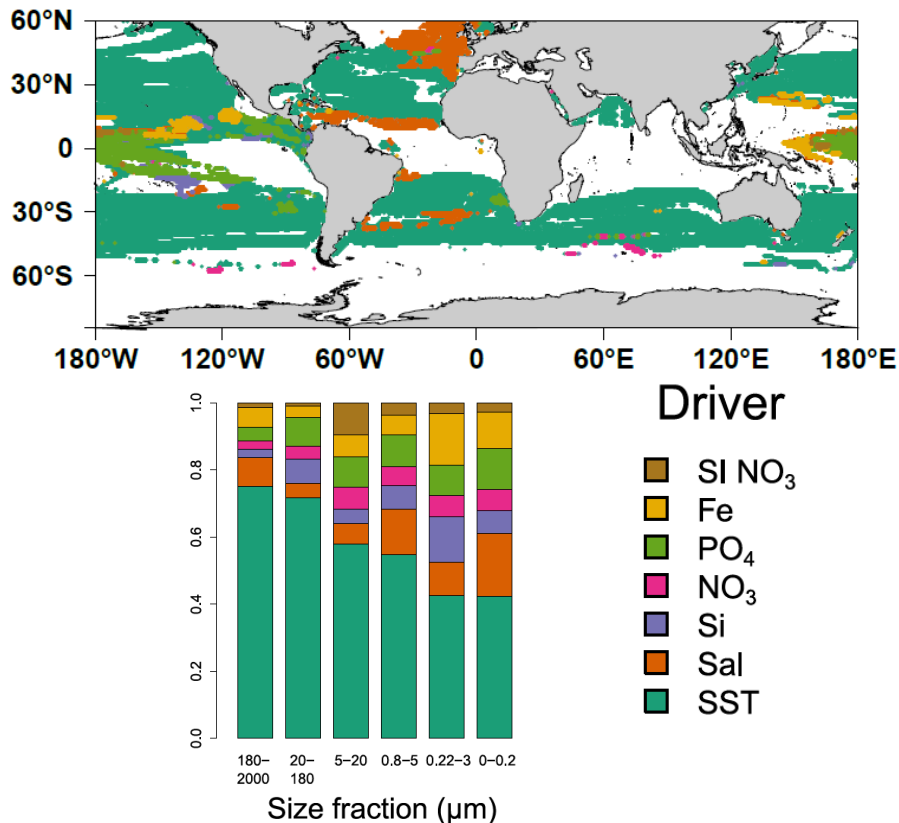 60°N
30°N
0
30°S
60°S
180°W 120°W 60°W 0 60°E 120°E 180°E
1.0
0.8
0.6
0.4
0.2
0.0
180– 20– 5–20 0.8–5 0.22–3 0–0.2
2000 180
Size fraction (µm)
Driver
SI NO₃
Fe
PO₄
NO₃
Si
Sal
SST